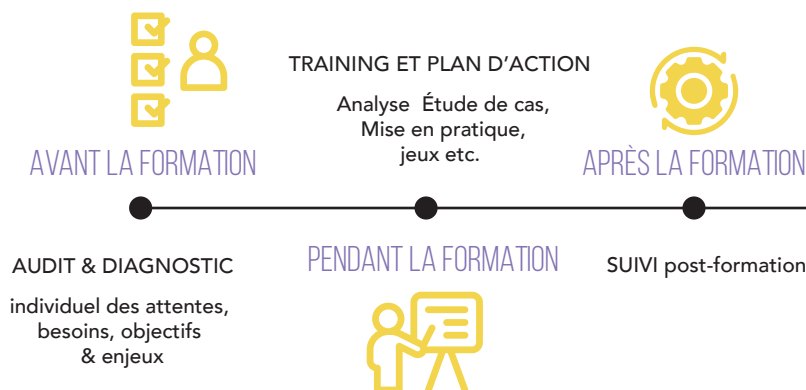 AVANT LA FORMATION
AUDIT & DIAGNOSTIC
individuel des attentes,
besoins, objectifs
& enjeux
TRAINING ET PLAN D’ACTION
Analyse  Étude de cas,
Mise en pratique,
jeux etc.
PENDANT LA FORMATION
APRÈS LA FORMATION
SUIVI post-formation